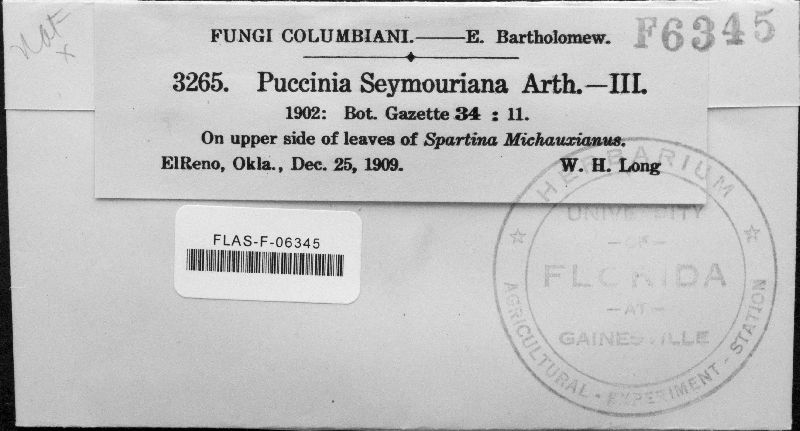 Nat
x
F6345
FUNGI COLUMBIANI.——E. Bartholomew.
3265. Puccinia Seymouriana Arth.—III.
1902: Bot. Gazette 34 : 11.
On upper side of leaves of Spartina Michauxianus.
ElReno, Okla., Dec. 25, 1909. W. H. Long
FLAS-F-06345
HERBARIUM
UNIVERSITY
—OF—
FLORIDA
—AT—
GAINESVILLE
AGRICULTURAL · EXPERIMENT - STATION